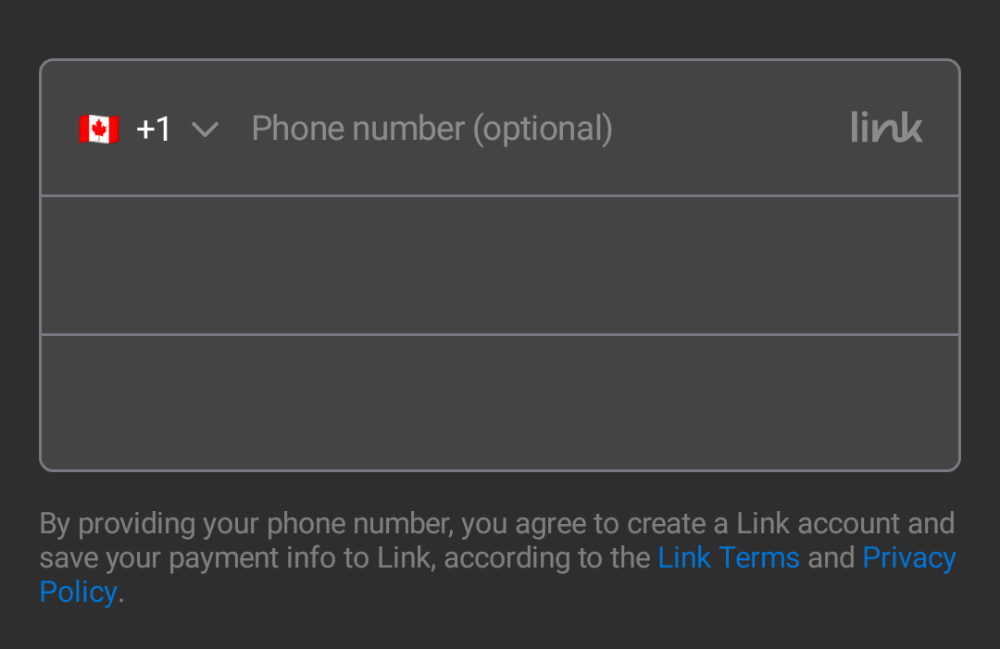 +1 Phone number (optional) link
By providing your phone number, you agree to create a Link account and
save your payment info to Link, according to the Link Terms and Privacy
Policy.